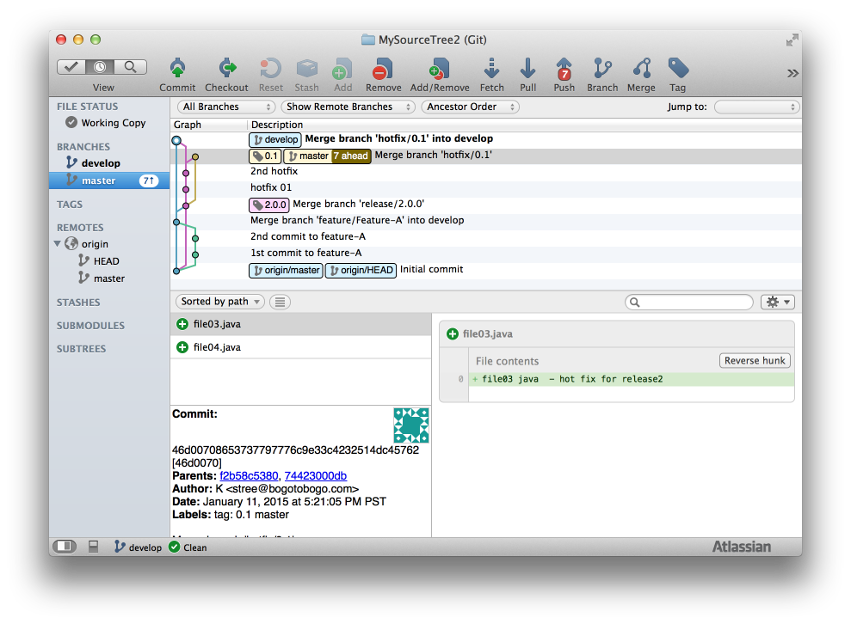 MySourceTree2 (Git)
View Commit Checkout Reset Stash Add Remove Add/Remove Fetch Pull 7 Push Branch Merge Tag »
FILE STATUS
Working Copy
BRANCHES
develop
master 7↑
TAGS
REMOTES
origin
HEAD
master
STASHES
SUBMODULES
SUBTREES
All Branches Show Remote Branches Ancestor Order Jump to:
Graph Description
develop Merge branch 'hotfix/0.1' into develop
0.1 master 7 ahead Merge branch 'hotfix/0.1'
2nd hotfix
hotfix 01
2.0.0 Merge branch 'release/2.0.0'
Merge branch 'feature/Feature-A' into develop
2nd commit to feature-A
1st commit to feature-A
origin/master origin/HEAD Initial commit
Sorted by path
file03.java
file04.java
Commit:
46d00708653737797776c9e33c4232514dc45762
[46d0070]
Parents: f2b58c5380, 74423000db
Author: K <stree@bogotobogo.com>
Date: January 11, 2015 at 5:21:05 PM PST
Labels: tag: 0.1 master
file03.java
File contents Reverse hunk
0 + file03 java - hot fix for release2
develop Clean Atlassian